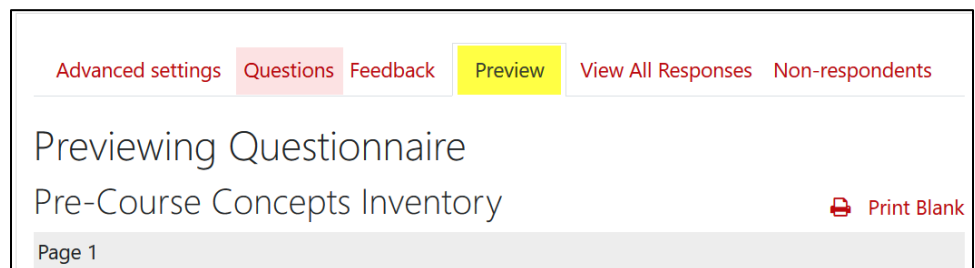 Advanced settings Questions Feedback Preview View All Responses Non-respondents
Previewing Questionnaire
Pre-Course Concepts Inventory
Print Blank
Page 1